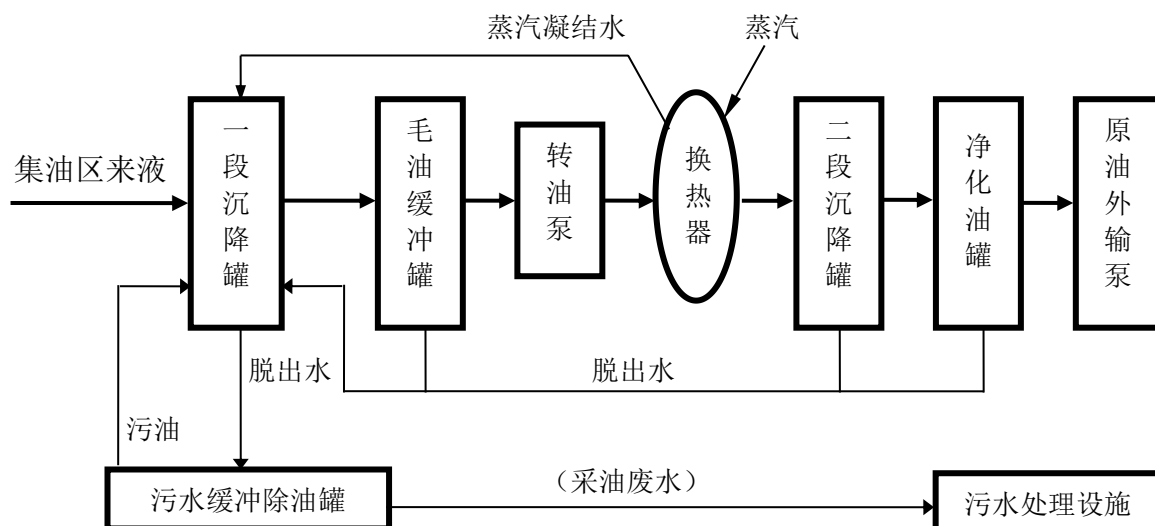 蒸汽凝结水
蒸汽
集油区来液
一段沉降罐
毛油缓冲罐
转油泵
换热器
二段沉降罐
净化油罐
原油外输泵
脱出水
脱出水
污油
（采油废水）
污水缓冲除油罐
污水处理设施